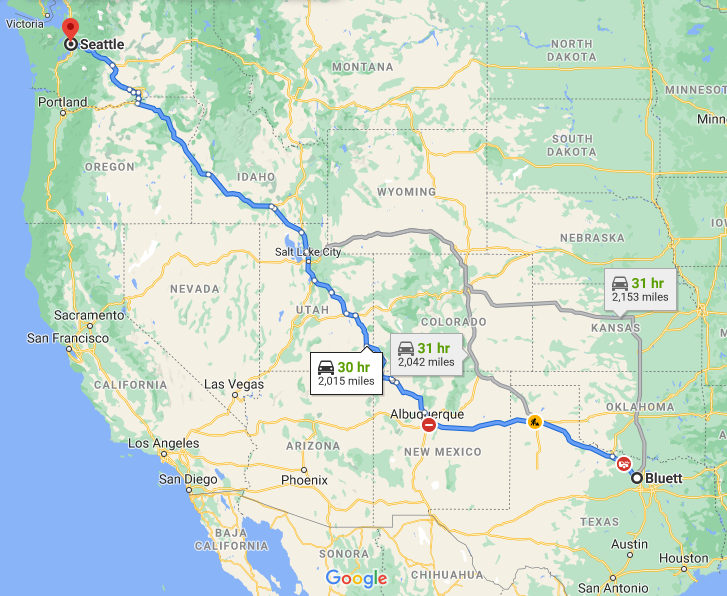 Victoria
Seattle
NORTH
DAKOTA
MONTANA
MINNESOT
Portland
Minne
SOUTH
DAKOTA
OREGON
IDAHO
WYOMING
IOW
NEBRASKA
Salt Lake City
31 hr
2,153 miles
NEVADA
UTAH
Sacramento
COLORADO
KANSAS
San Francisco
31 hr
2,042 miles
30 hr
2,015 miles
CALIFORNIA
Las Vegas
Albuquerque
OKLAHOMA
Los Angeles
ARIZONA
NEW MEXICO
San Diego
Phoenix
Bluett
TEXAS
BAJA
CALIFORNIA
Austin
SONORA
Houston
Google
CHIHUAHUA
San Antonio